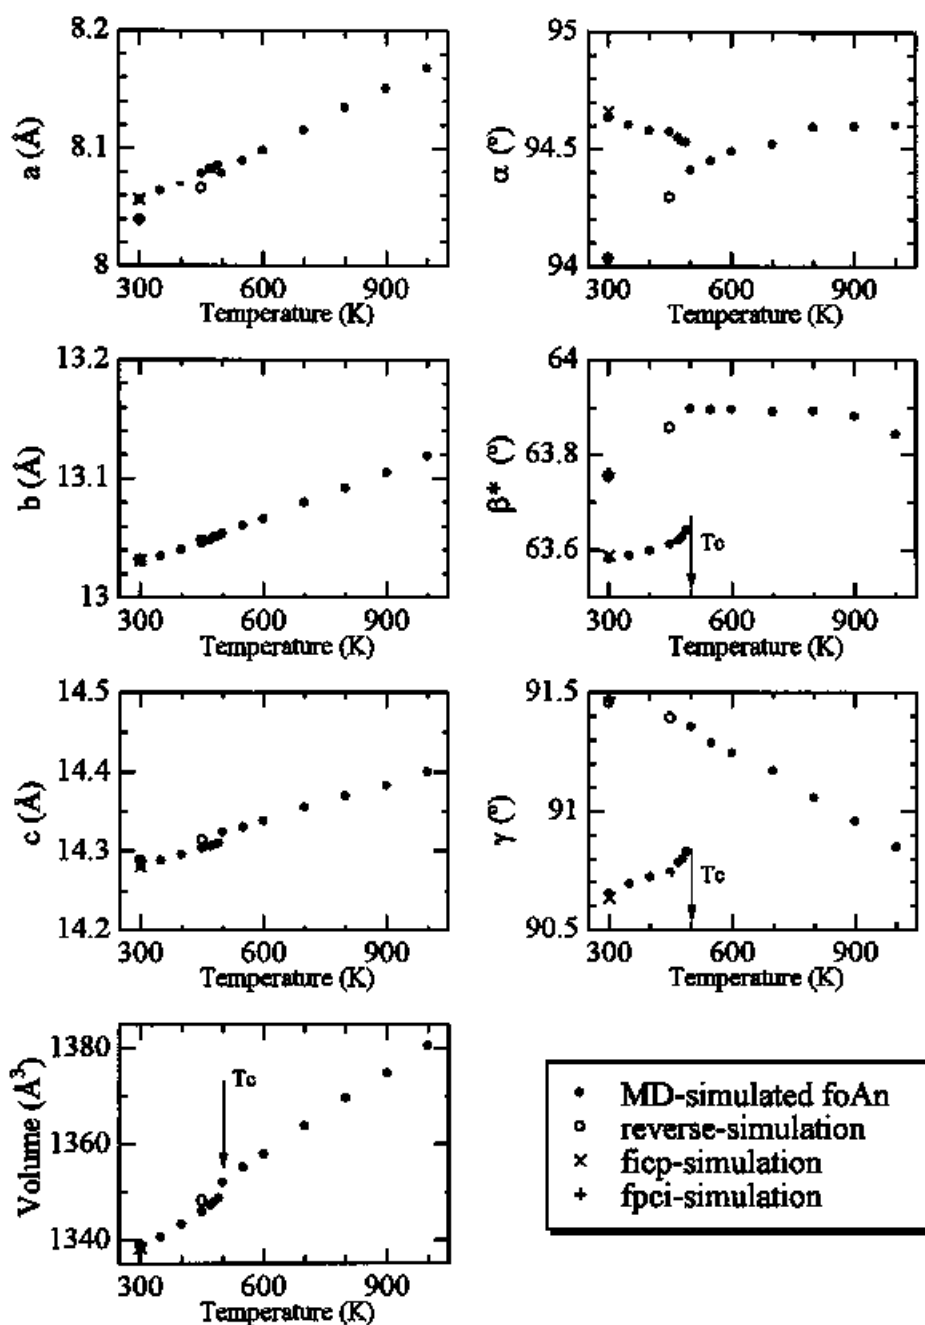 8.2
8.1
8
a (Å)
300 600 900
Temperature (K)
95
94.5
94
α (°)
300 600 900
Temperature (K)
13.2
13.1
13
b (Å)
300 600 900
Temperature (K)
64
63.8
63.6
β* (°)
Tc
300 600 900
Temperature (K)
14.5
14.4
14.3
14.2
c (Å)
300 600 900
Temperature (K)
91.5
91
90.5
γ (°)
Tc
300 600 900
Temperature (K)
1380
1360
1340
Volume (Å³)
Tc
300 600 900
Temperature (K)
MD-simulated foAn
reverse-simulation
ficp-simulation
fpci-simulation